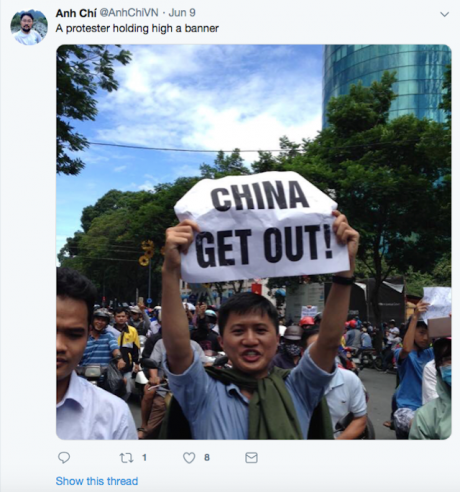 Anh Chí @AnhChiVN · Jun 9
A protester holding high a banner
CHINA
GET OUT!
1
8
Show this thread